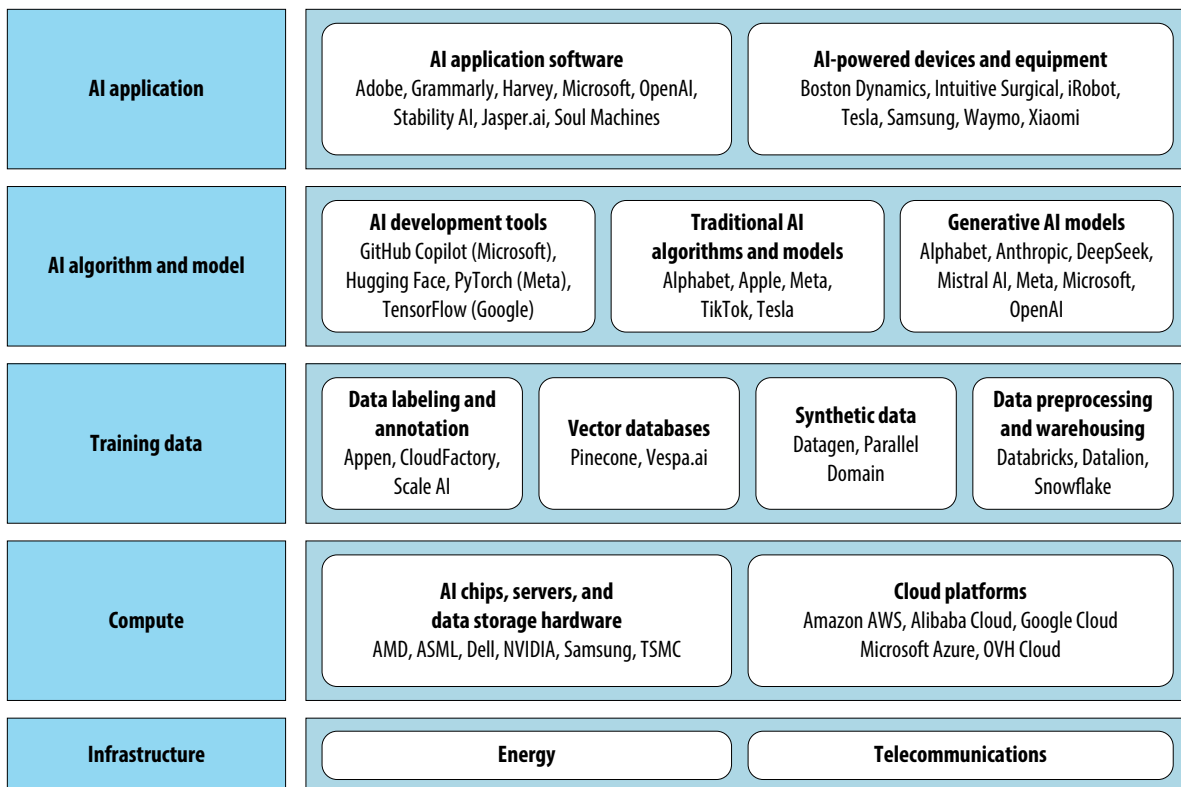 AI application
AI application software
Adobe, Grammarly, Harvey, Microsoft, OpenAI,
Stability AI, Jasper.ai, Soul Machines
AI-powered devices and equipment
Boston Dynamics, Intuitive Surgical, iRobot,
Tesla, Samsung, Waymo, Xiaomi
AI algorithm and model
AI development tools
GitHub Copilot (Microsoft),
Hugging Face, PyTorch (Meta),
TensorFlow (Google)
Traditional AI
algorithms and models
Alphabet, Apple, Meta,
TikTok, Tesla
Generative AI models
Alphabet, Anthropic, DeepSeek,
Mistral AI, Meta, Microsoft,
OpenAI
Training data
Data labeling and
annotation
Appen, CloudFactory,
Scale AI
Vector databases
Pinecone, Vespa.ai
Synthetic data
Datagen, Parallel
Domain
Data preprocessing
and warehousing
Databricks, Datalion,
Snowflake
Compute
AI chips, servers, and
data storage hardware
AMD, ASML, Dell, NVIDIA, Samsung, TSMC
Cloud platforms
Amazon AWS, Alibaba Cloud, Google Cloud
Microsoft Azure, OVH Cloud
Infrastructure
Energy
Telecommunications